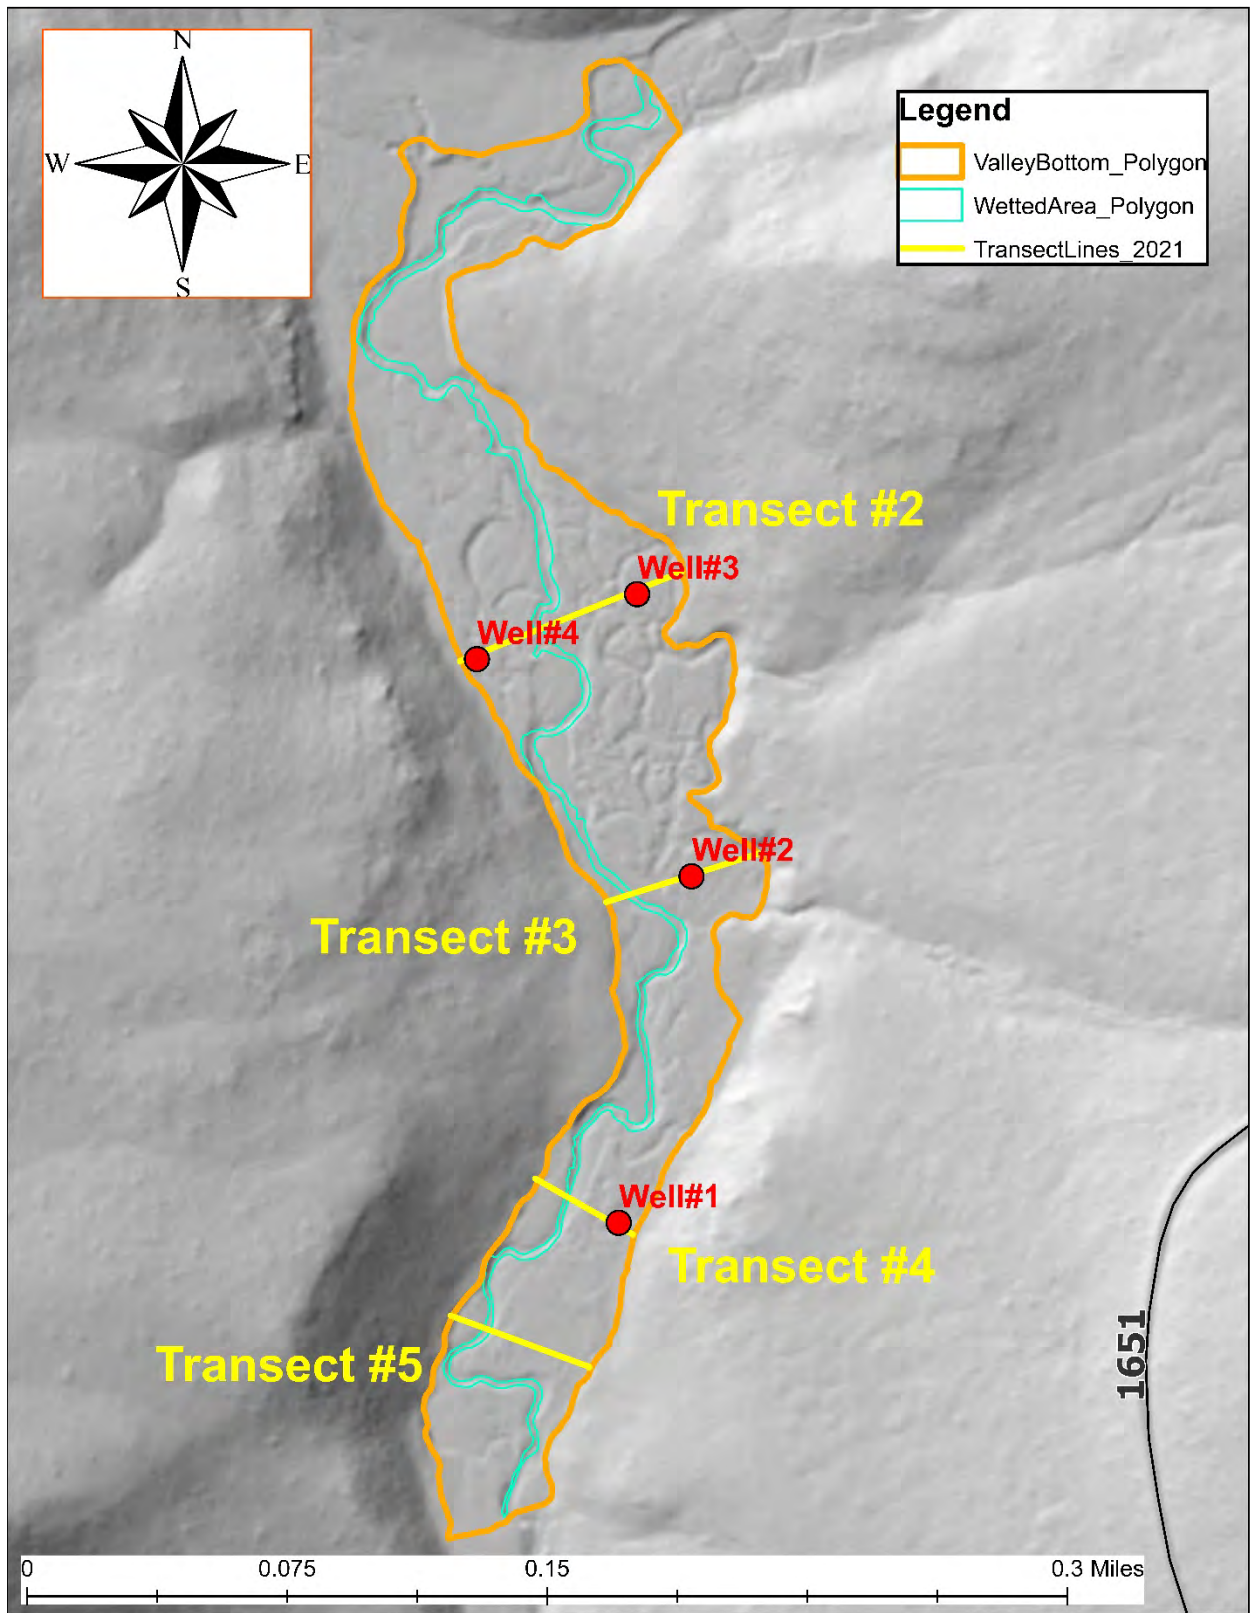 N
W
E
S
Legend
ValleyBottom_Polygon
WettedArea_Polygon
TransectLines_2021
Transect #2
Well#3
Well#4
Well#2
Transect #3
Well#1
Transect #4
Transect #5
1651
0
0.075
0.15
0.3 Miles